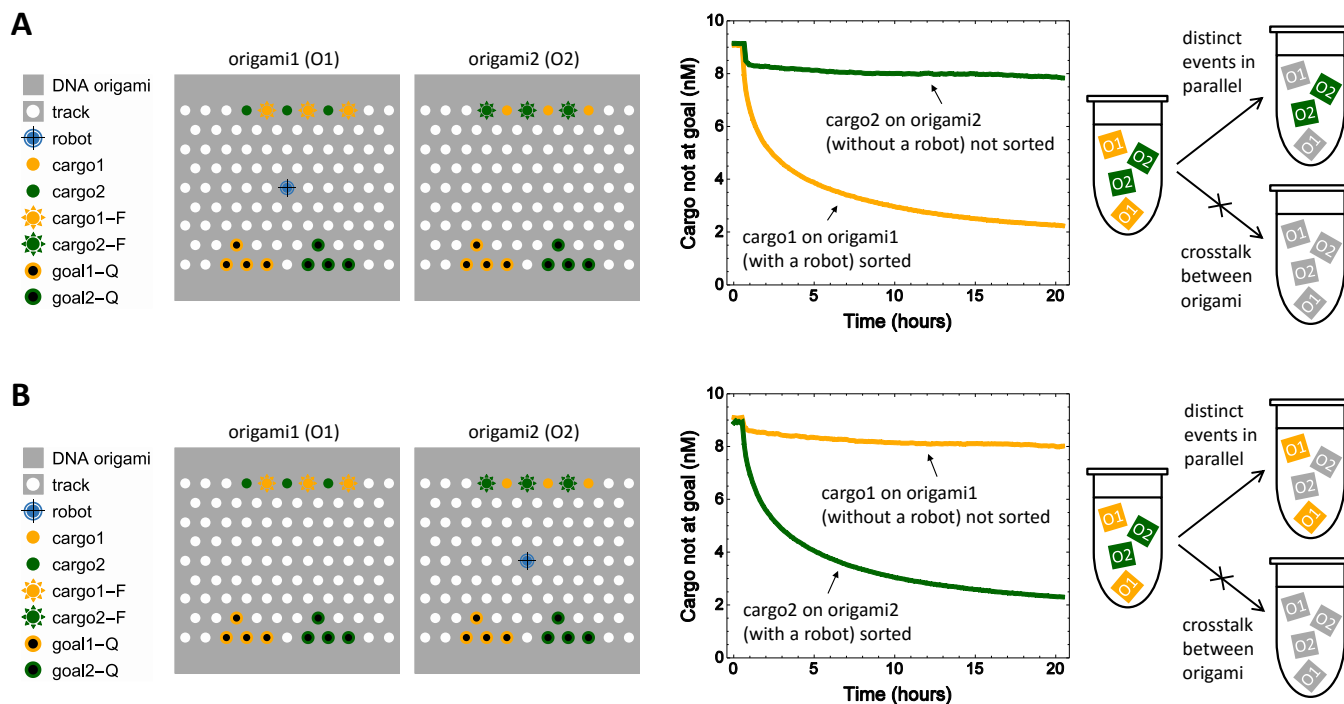 A
origami1 (O1)
origami2 (O2)
DNA origami
track
robot
cargo1
cargo2
cargo1–F
cargo2–F
goal1–Q
goal2–Q
Cargo not at goal (nM)
10
8
6
4
2
0
0
5
10
15
20
Time (hours)
cargo2 on origami2
(without a robot) not sorted
cargo1 on origami1
(with a robot) sorted
O1
O2
O2
O1
distinct
events in
parallel
crosstalk
between
origami
O1
O2
O2
O1
O1
O2
O2
O1
B
origami1 (O1)
origami2 (O2)
DNA origami
track
robot
cargo1
cargo2
cargo1–F
cargo2–F
goal1–Q
goal2–Q
Cargo not at goal (nM)
10
8
6
4
2
0
0
5
10
15
20
Time (hours)
cargo1 on origami1
(without a robot) not sorted
cargo2 on origami2
(with a robot) sorted
O1
O2
O2
O1
distinct
events in
parallel
crosstalk
between
origami
O1
O2
O2
O1
O1
O2
O2
O1